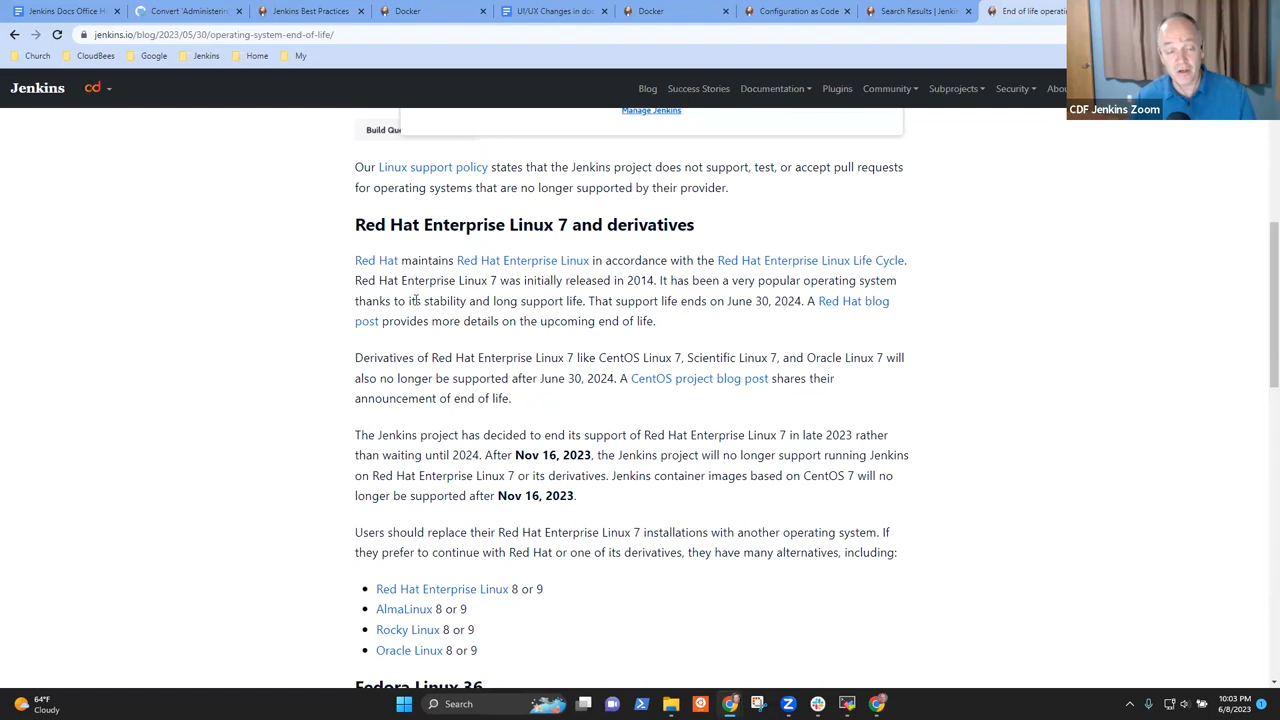 Jenkins Docs Office H
Convert 'Administerin
Jenkins Best Practices
Docker
UI/UX Changes in doc
Docker
Configuration as Code
Search Results | Jenki
End of life operatin
jenkins.io/blog/2023/05/30/operating-system-end-of-life/
Church CloudBees Google Jenkins Home My
Jenkins cd Blog Success Stories Documentation Plugins Community Subprojects Security Abou
CDF Jenkins Zoom
Manage Jenkins
Build Que
Our Linux support policy states that the Jenkins project does not support, test, or accept pull requests
for operating systems that are no longer supported by their provider.
Red Hat Enterprise Linux 7 and derivatives
Red Hat maintains Red Hat Enterprise Linux in accordance with the Red Hat Enterprise Linux Life Cycle.
Red Hat Enterprise Linux 7 was initially released in 2014. It has been a very popular operating system
thanks to its stability and long support life. That support life ends on June 30, 2024. A Red Hat blog
post provides more details on the upcoming end of life.
Derivatives of Red Hat Enterprise Linux 7 like CentOS Linux 7, Scientific Linux 7, and Oracle Linux 7 will
also no longer be supported after June 30, 2024. A CentOS project blog post shares their
announcement of end of life.
The Jenkins project has decided to end its support of Red Hat Enterprise Linux 7 in late 2023 rather
than waiting until 2024. After Nov 16, 2023, the Jenkins project will no longer support running Jenkins
on Red Hat Enterprise Linux 7 or its derivatives. Jenkins container images based on CentOS 7 will no
longer be supported after Nov 16, 2023.
Users should replace their Red Hat Enterprise Linux 7 installations with another operating system. If
they prefer to continue with Red Hat or one of its derivatives, they have many alternatives, including:
• Red Hat Enterprise Linux 8 or 9
• AlmaLinux 8 or 9
• Rocky Linux 8 or 9
• Oracle Linux 8 or 9
Fedora Linux 36
64°F
Cloudy
Search
10:03 PM
6/8/2023